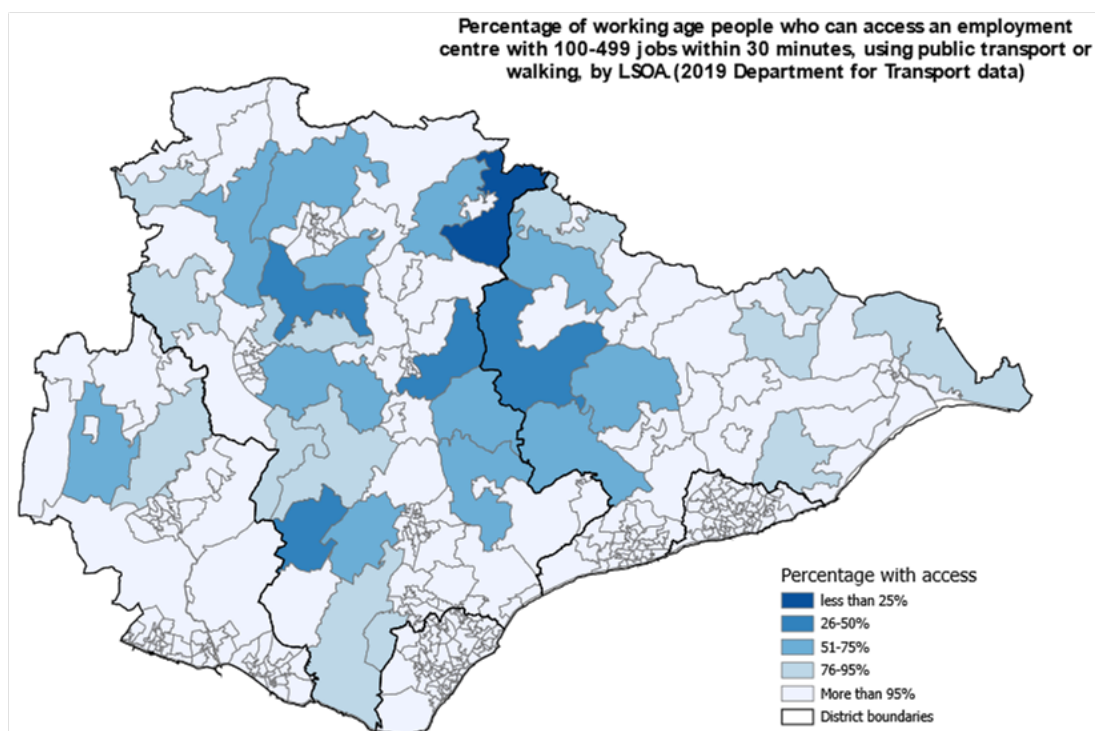 Percentage of working age people who can access an employment
centre with 100-499 jobs within 30 minutes, using public transport or
walking, by LSOA.(2019 Department for Transport data)
Percentage with access
less than 25%
26-50%
51-75%
76-95%
More than 95%
District boundaries